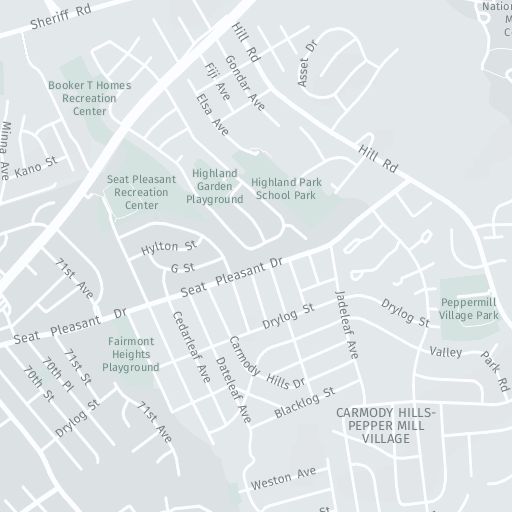 Sheriff Rd
Hill Rd
Asset Dr
Nation
M
C
Fiji Ave
Gondar Ave
Booker T Homes
Recreation
Center
Elsa Ave
Minna Ave
Kano St
Hill Rd
Seat Pleasant
Recreation
Center
Highland
Garden
Playground
Highland Park
School Park
Hylton St
G St
71st Ave
Seat Pleasant Dr
Seat Pleasant Dr
Jadeleaf Ave
Drylog St
Drylog St
Peppermill
Village Park
Cedarleaf Ave
Carmody Hills Dr
Fairmont
Heights
Playground
Valley
Park Rd
71st St
70th Pl
70th St
Dateleaf Ave
Drylog St
71st Ave
Blacklog St
CARMODY HILLS-
PEPPER MILL
VILLAGE
Weston Ave
St